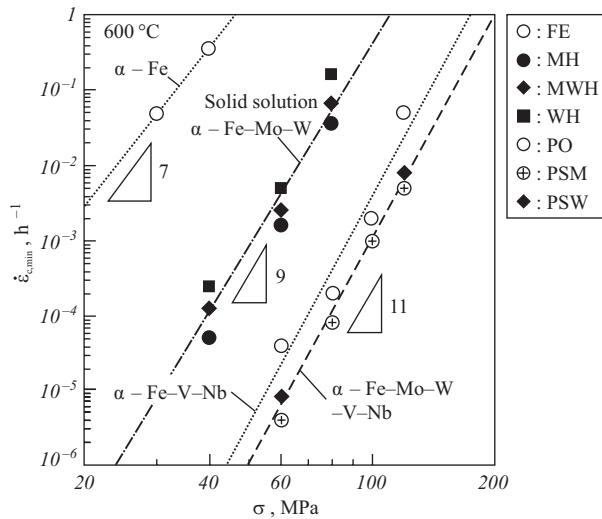 600 °C
α – Fe
7
Solid solution
α – Fe–Mo–W
9
11
α – Fe–V–Nb
α – Fe–Mo–W
–V–Nb
10⁰
10⁻¹
10⁻²
10⁻³
10⁻⁴
10⁻⁵
10⁻⁶
ε̇c,min , h⁻¹
20
40
60
100
200
σ , MPa
: FE
: MH
: MWH
: WH
: PO
: PSM
: PSW